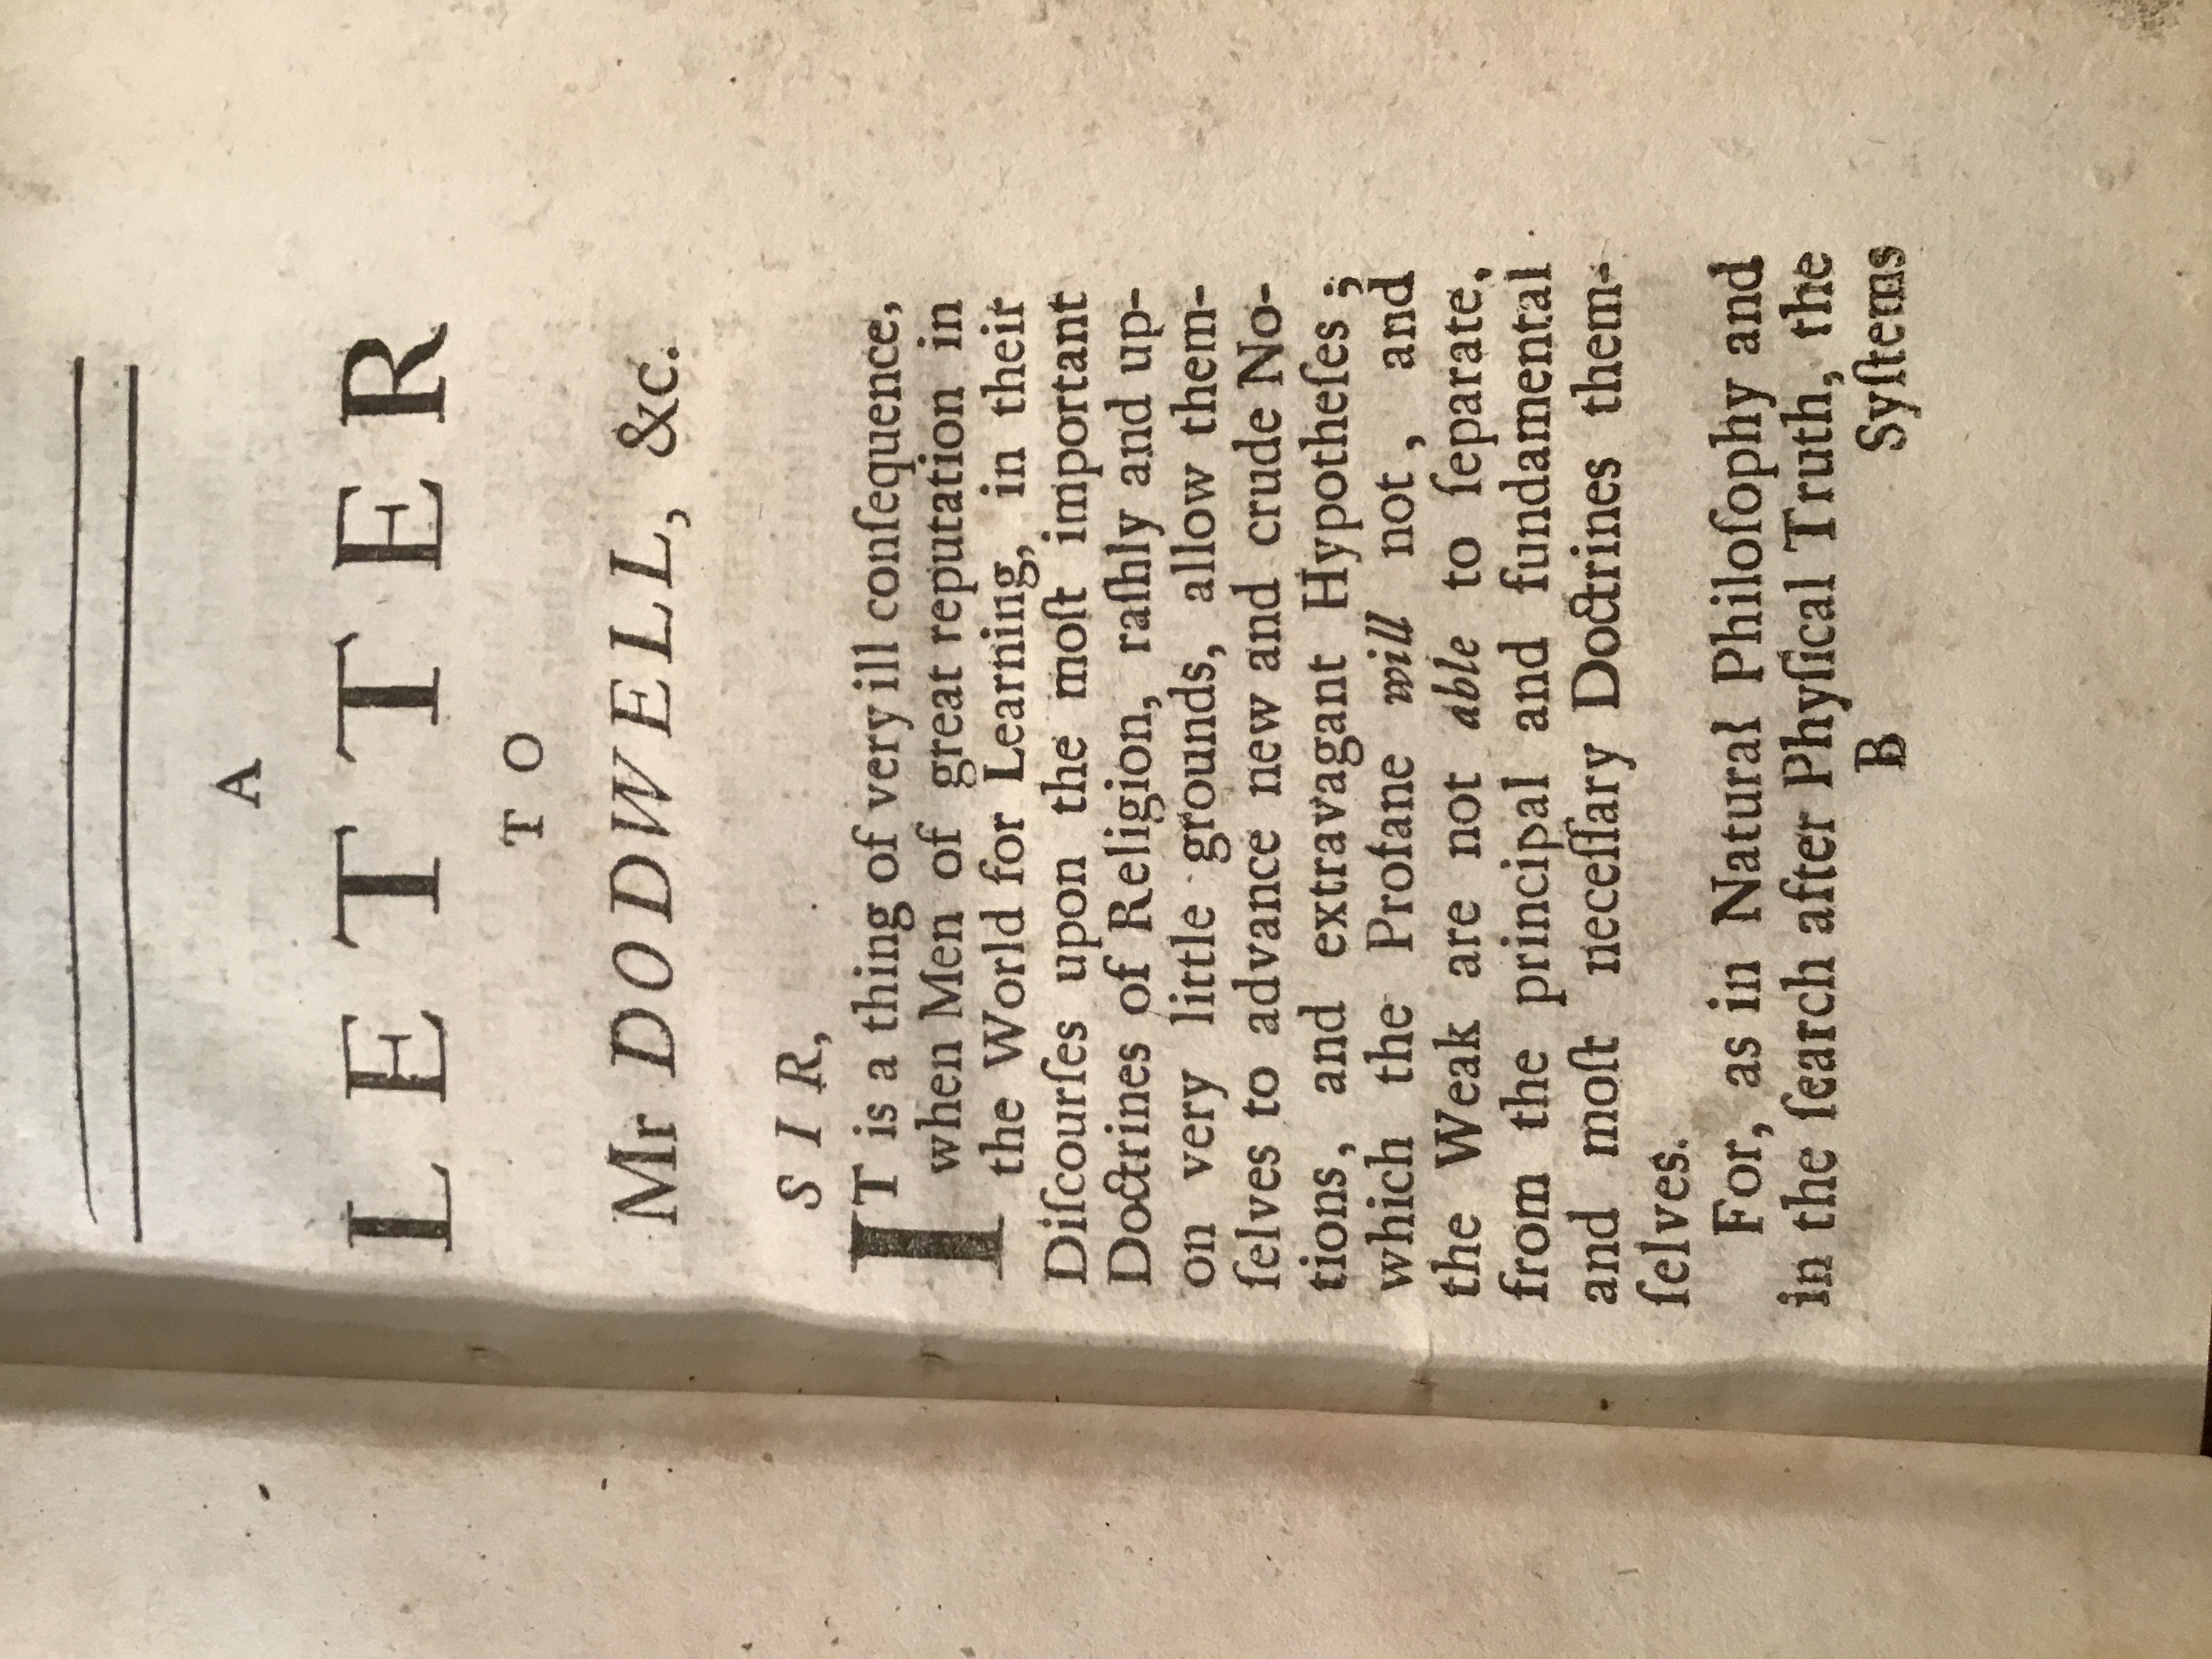 A
LETTER
TO
Mr DODWELL, &c.
SIR,
IT is a thing of very ill conſequence,
when Men of great reputation in
the World for Learning, in their
Diſcourſes upon the moſt important
Doctrines of Religion, raſhly and up-
on very little grounds, allow them-
ſelves to advance new and crude No-
tions, and extravagant Hypotheſes;
which the Profane will not, and
the Weak are not able to ſeparate,
from the principal and fundamental
and moſt neceſſary Doctrines them-
ſelves.
For, as in Natural Philoſophy and
in the ſearch after Phyſical Truth, the
B Syſtems